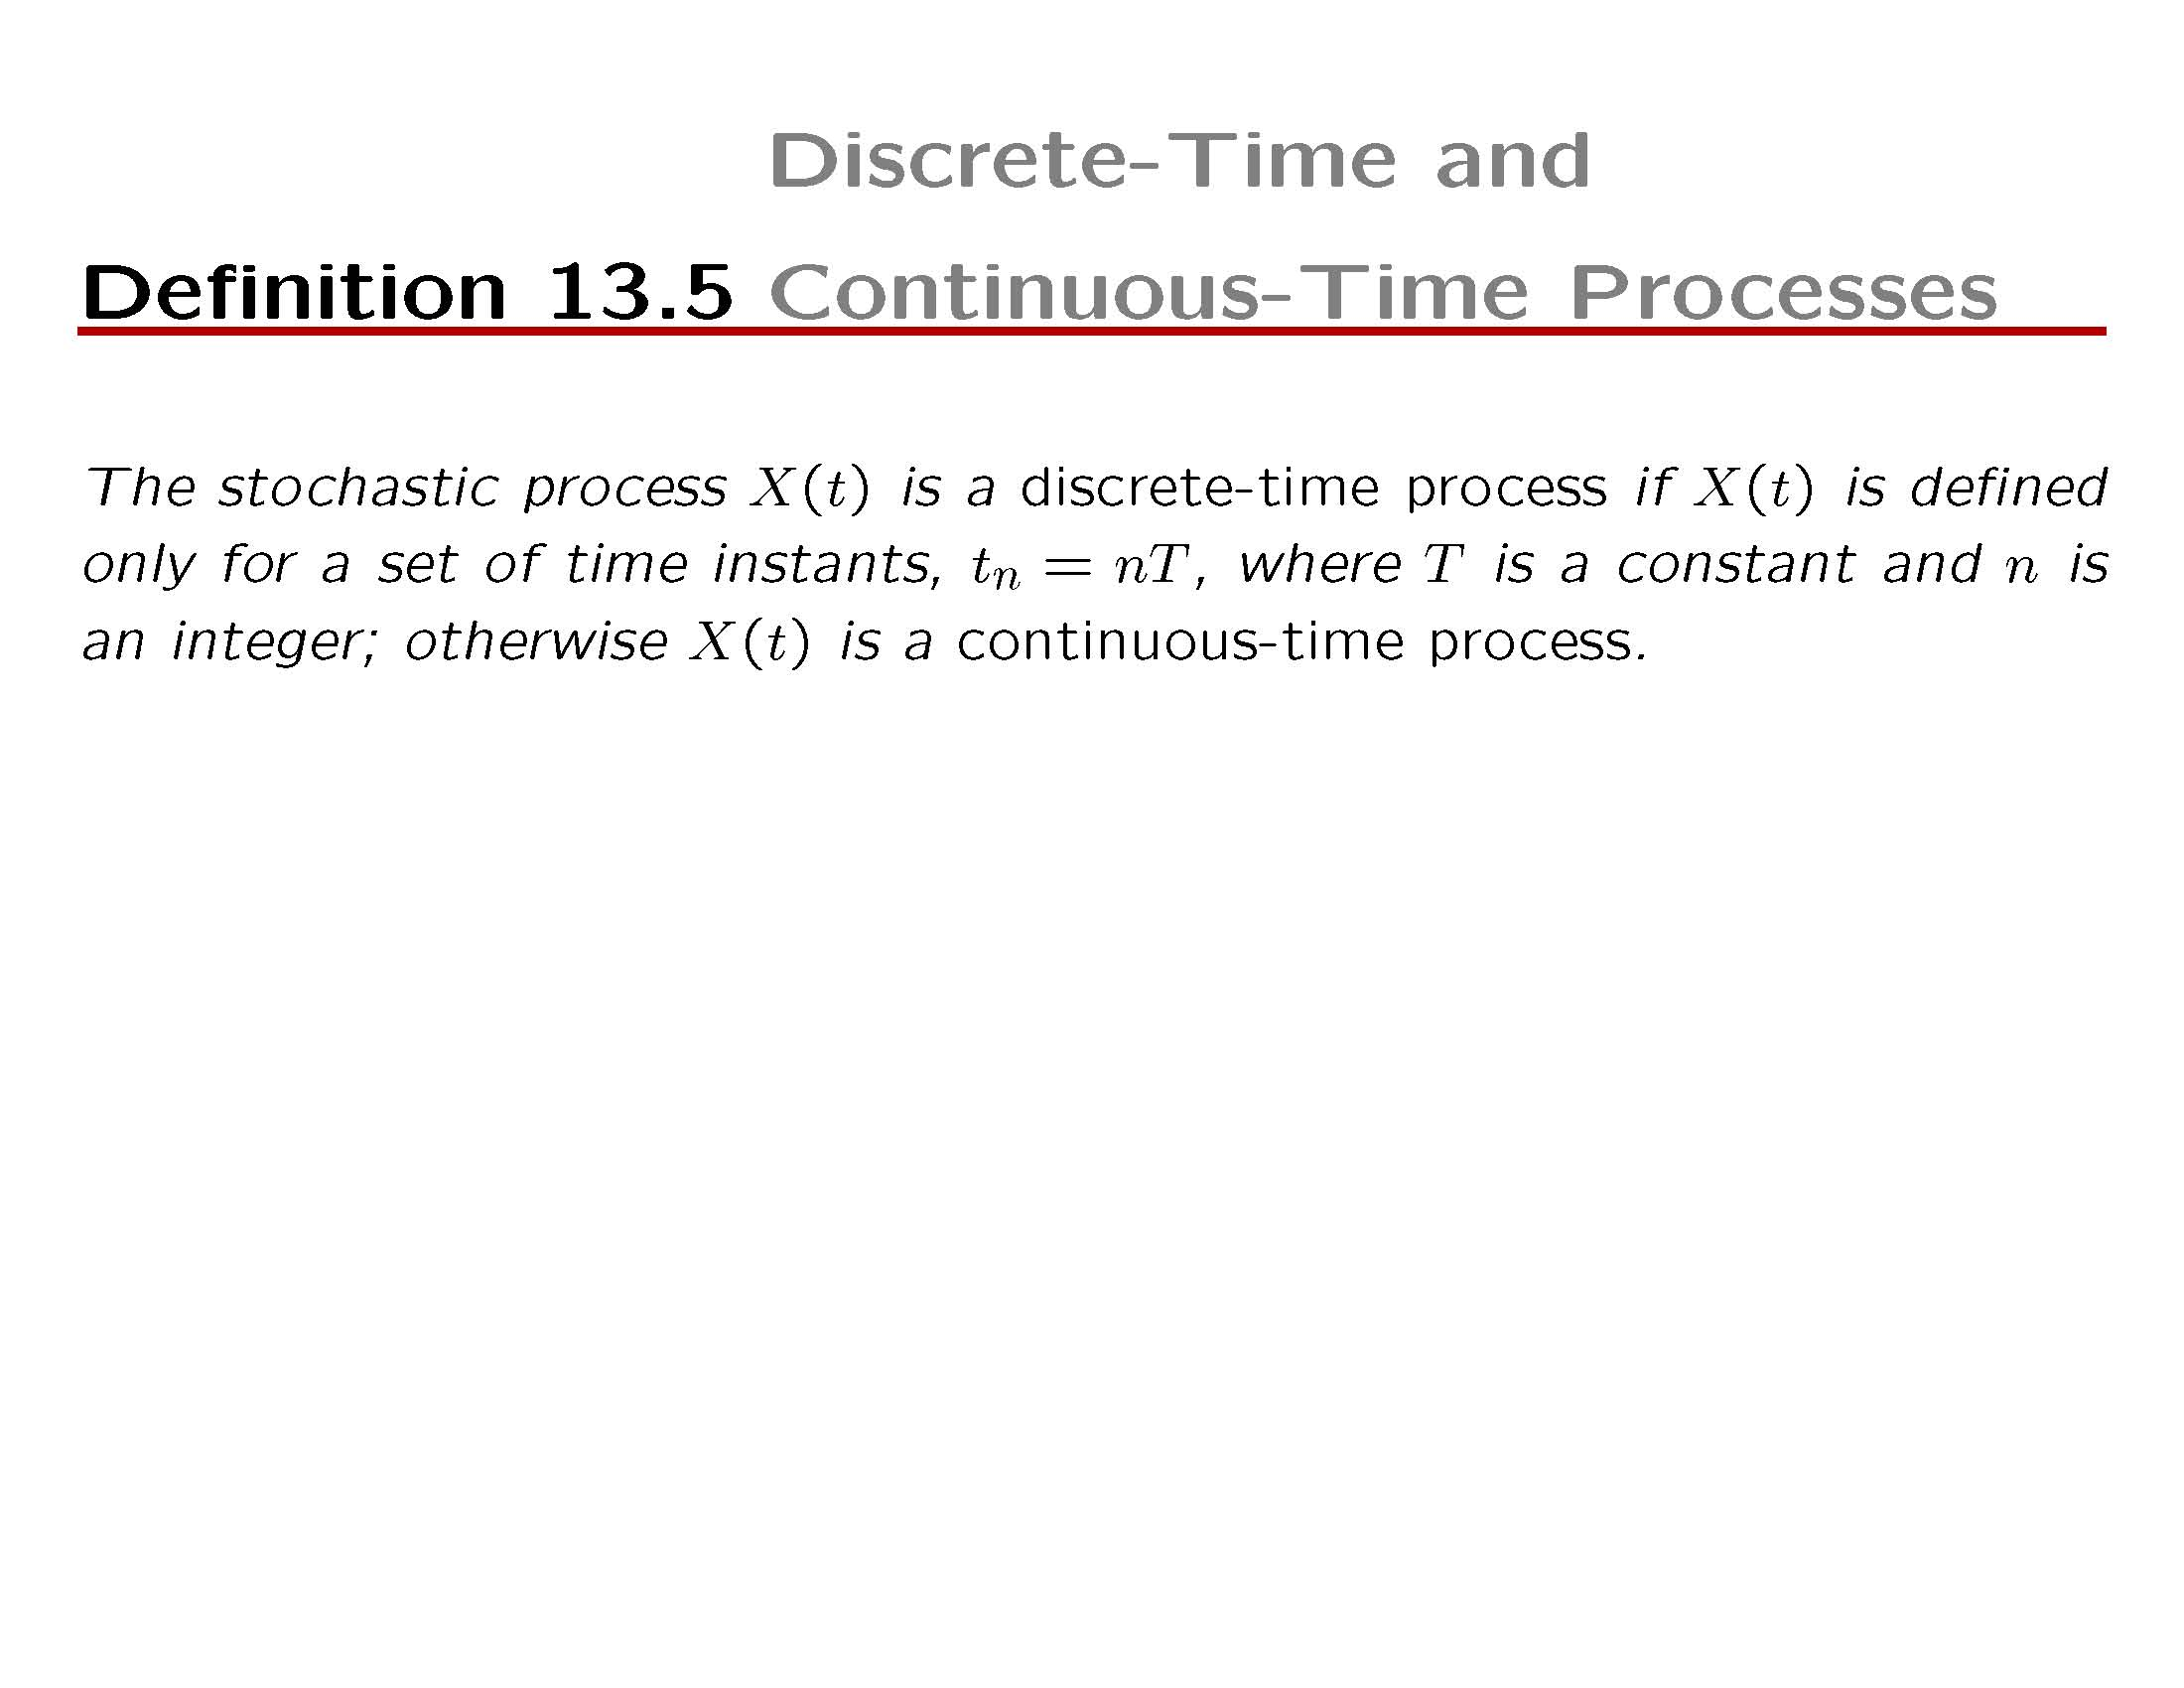 Discrete-Time and
Definition 13.5 Continuous-Time Processes
The stochastic process X(t) is a discrete-time process if X(t) is defined
only for a set of time instants, tₙ = nT, where T is a constant and n is
an integer; otherwise X(t) is a continuous-time process.